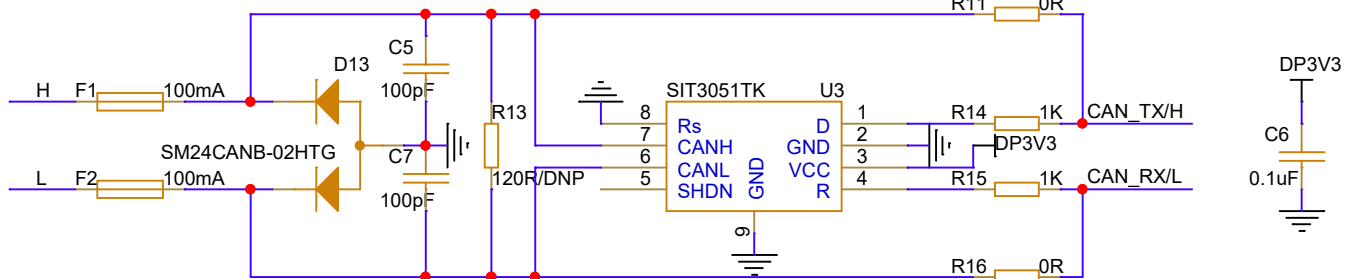 R11 0R
C5
D13
DP3V3
H F1 100mA
100pF
SIT3051TK U3
R13
8 Rs D 1 R14 1K CAN_TX/H
7 CANH GND 2
DP3V3
C6
SM24CANB-02HTG
C7
6 CANL VCC 3
120R/DNP
5 SHDN GND R 4 R15 1K CAN_RX/L
0.1uF
L F2 100mA
100pF
9
R16 0R